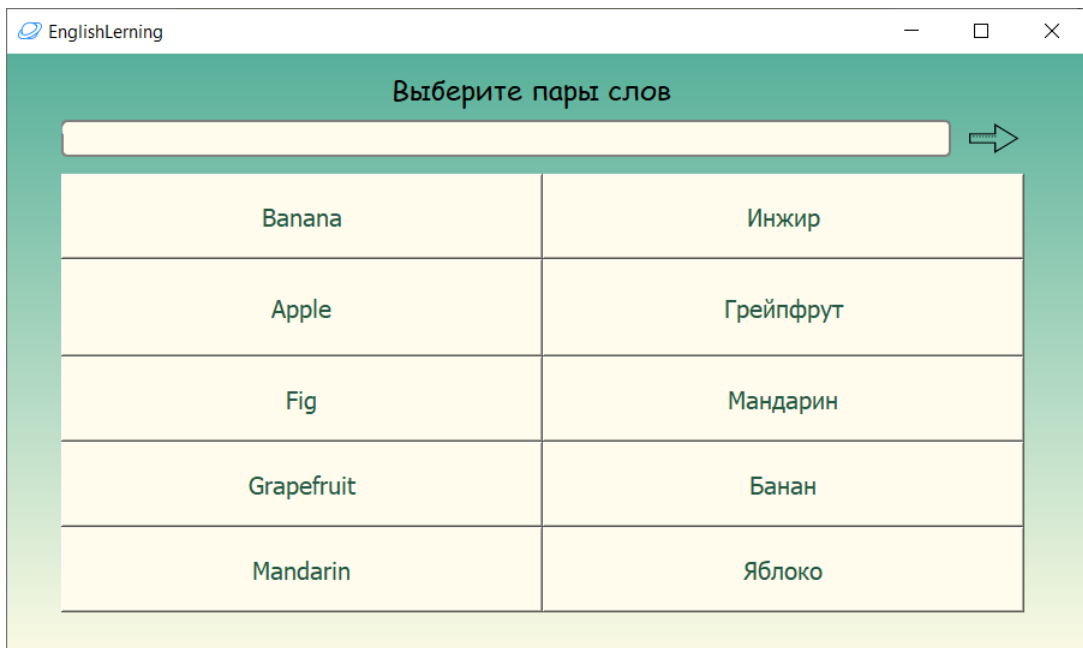 EnglishLerning
Выберите пары слов
Banana Инжир
Apple Грейпфрут
Fig Мандарин
Grapefruit Банан
Mandarin Яблоко